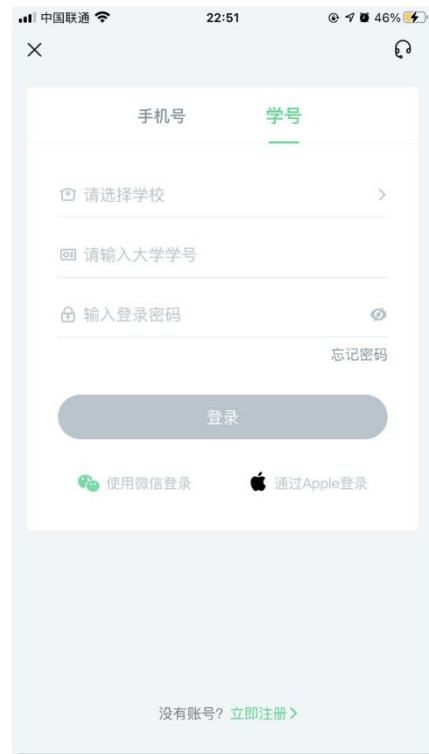 中国联通 22:51 46%
手机号 学号
请选择学校
请输入大学学号
输入登录密码
忘记密码
登录
使用微信登录 通过Apple登录
没有账号? 立即注册